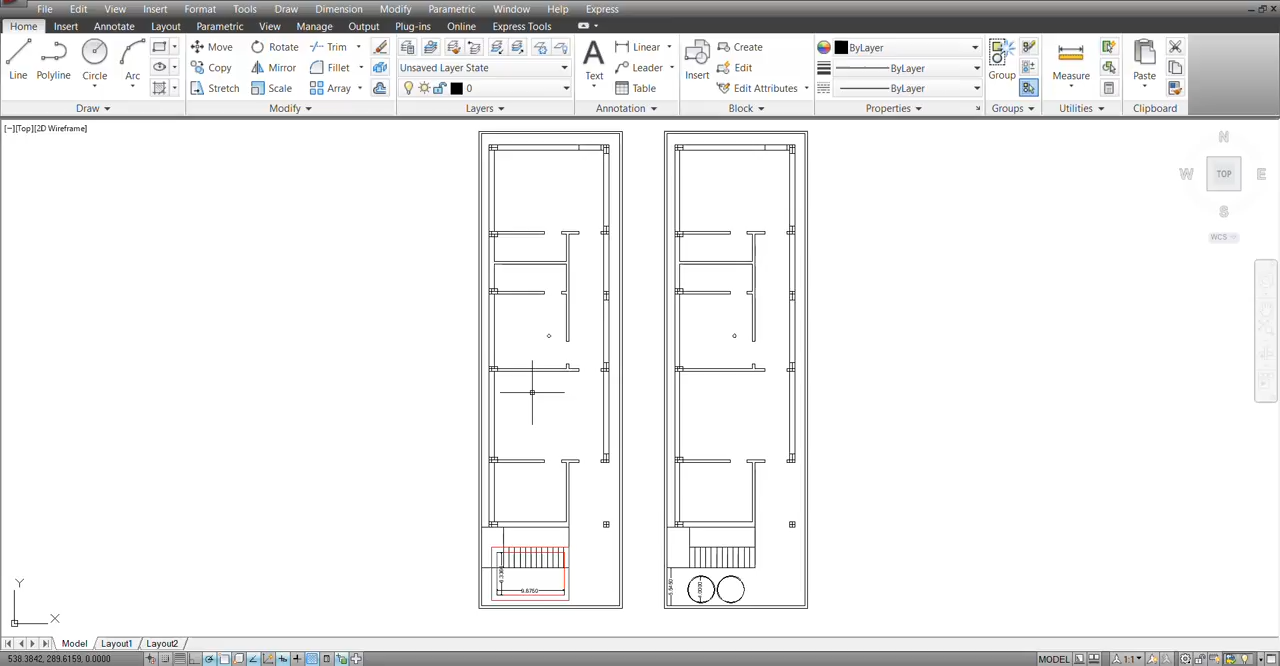 File Edit View Insert Format Tools Draw Dimension Modify Parametric Window Help Express
Home Insert Annotate Layout Parametric View Manage Output Plug-ins Online Express Tools
Line Polyline Circle Arc
Move Rotate Trim
Copy Mirror Fillet
Stretch Scale Array
Unsaved Layer State
0
Text Linear
Leader
Table
Insert Create
Edit
Edit Attributes
ByLayer
ByLayer
ByLayer
Group Measure Paste
Draw Modify Layers Annotation Block Properties Groups Utilities Clipboard
[−][Top][2D Wireframe]
N
W TOP E
S
WCS
9.8750
Y
X
Model Layout1 Layout2
538.3842, 289.6159, 0.0000 MODEL 1:1